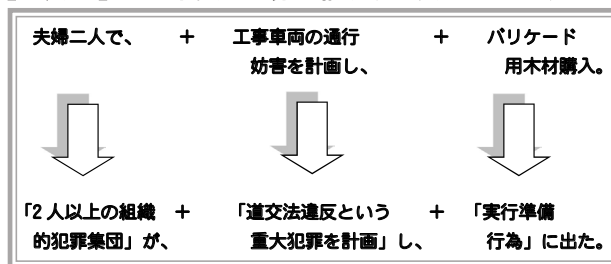 夫婦二人で、 + 工事車両の通行 + バリケード
妨害を計画し、 用木材購入。
「2人以上の組織 + 「道交法違反という + 「実行準備
的犯罪集団」が、 重大犯罪を計画」し、 行為」に出た。